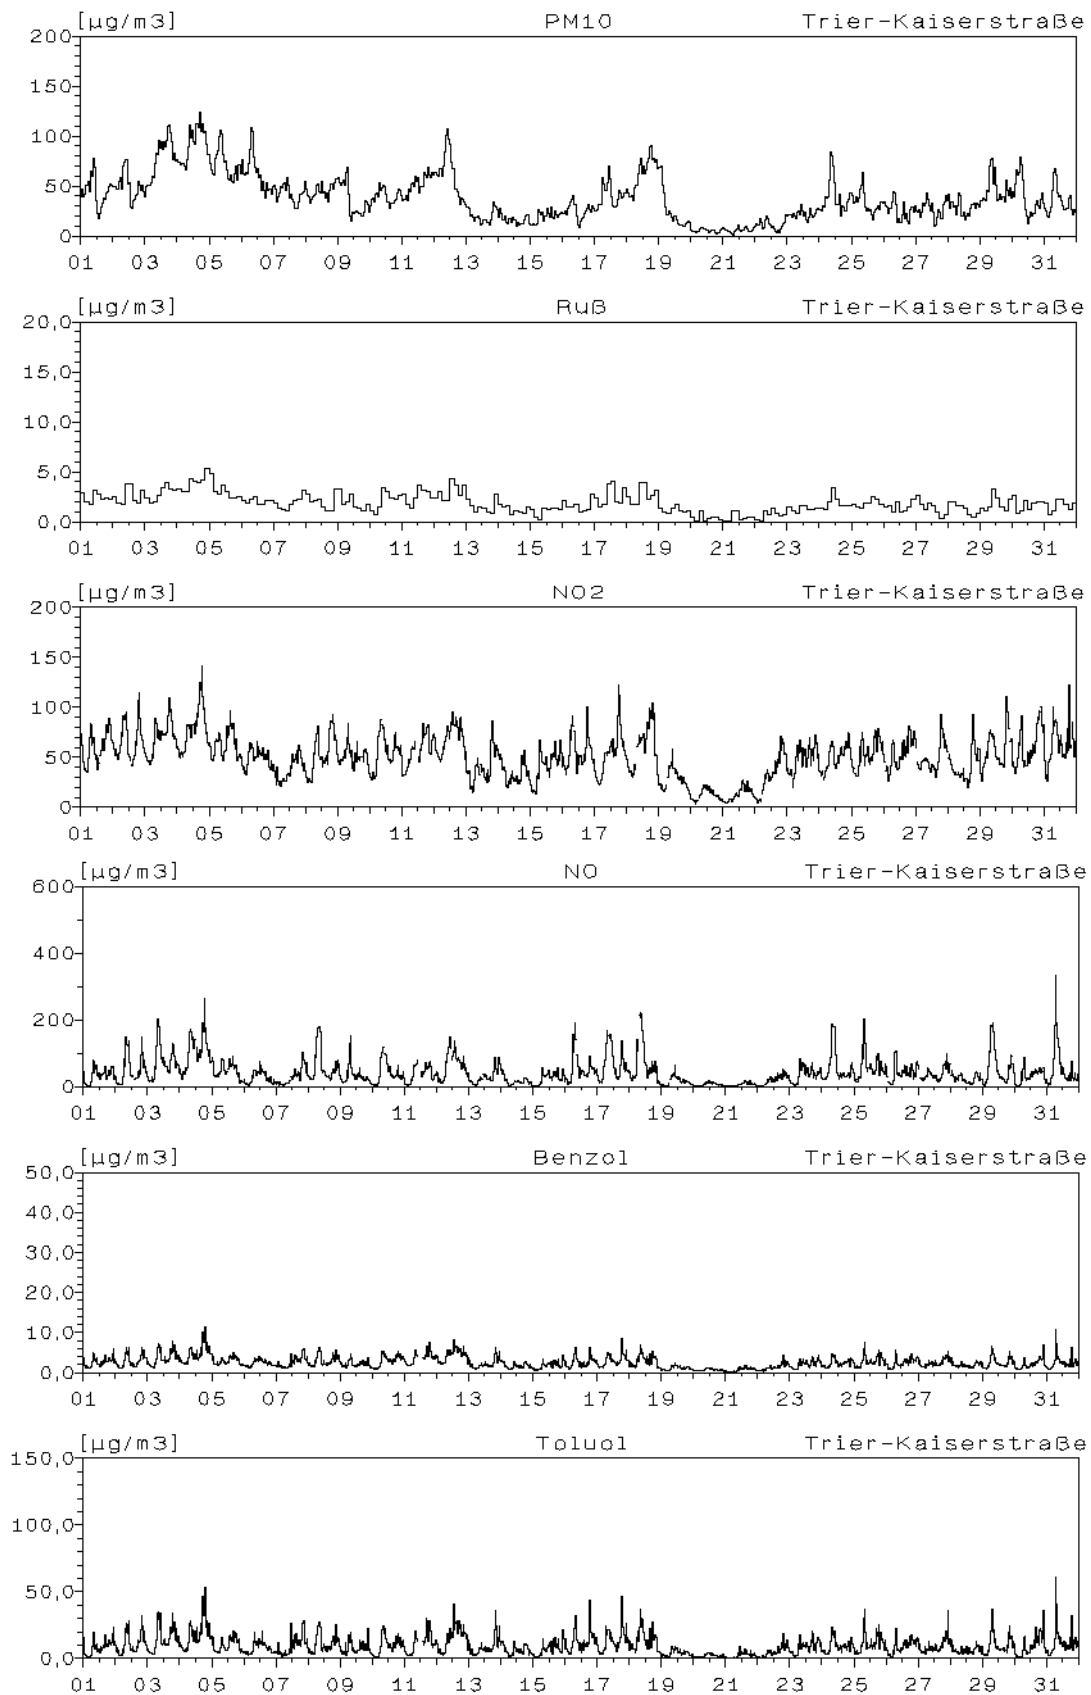 [µg/m3] PM10 Trier-Kaiserstraße
200
150
100
50
0
01 03 05 07 09 11 13 15 17 19 21 23 25 27 29 31
[µg/m3] Ruß Trier-Kaiserstraße
20,0
15,0
10,0
5,0
0,0
01 03 05 07 09 11 13 15 17 19 21 23 25 27 29 31
[µg/m3] NO2 Trier-Kaiserstraße
200
150
100
50
0
01 03 05 07 09 11 13 15 17 19 21 23 25 27 29 31
[µg/m3] NO Trier-Kaiserstraße
600
400
200
0
01 03 05 07 09 11 13 15 17 19 21 23 25 27 29 31
[µg/m3] Benzol Trier-Kaiserstraße
50,0
40,0
30,0
20,0
10,0
0,0
01 03 05 07 09 11 13 15 17 19 21 23 25 27 29 31
[µg/m3] Toluol Trier-Kaiserstraße
150,0
100,0
50,0
0,0
01 03 05 07 09 11 13 15 17 19 21 23 25 27 29 31